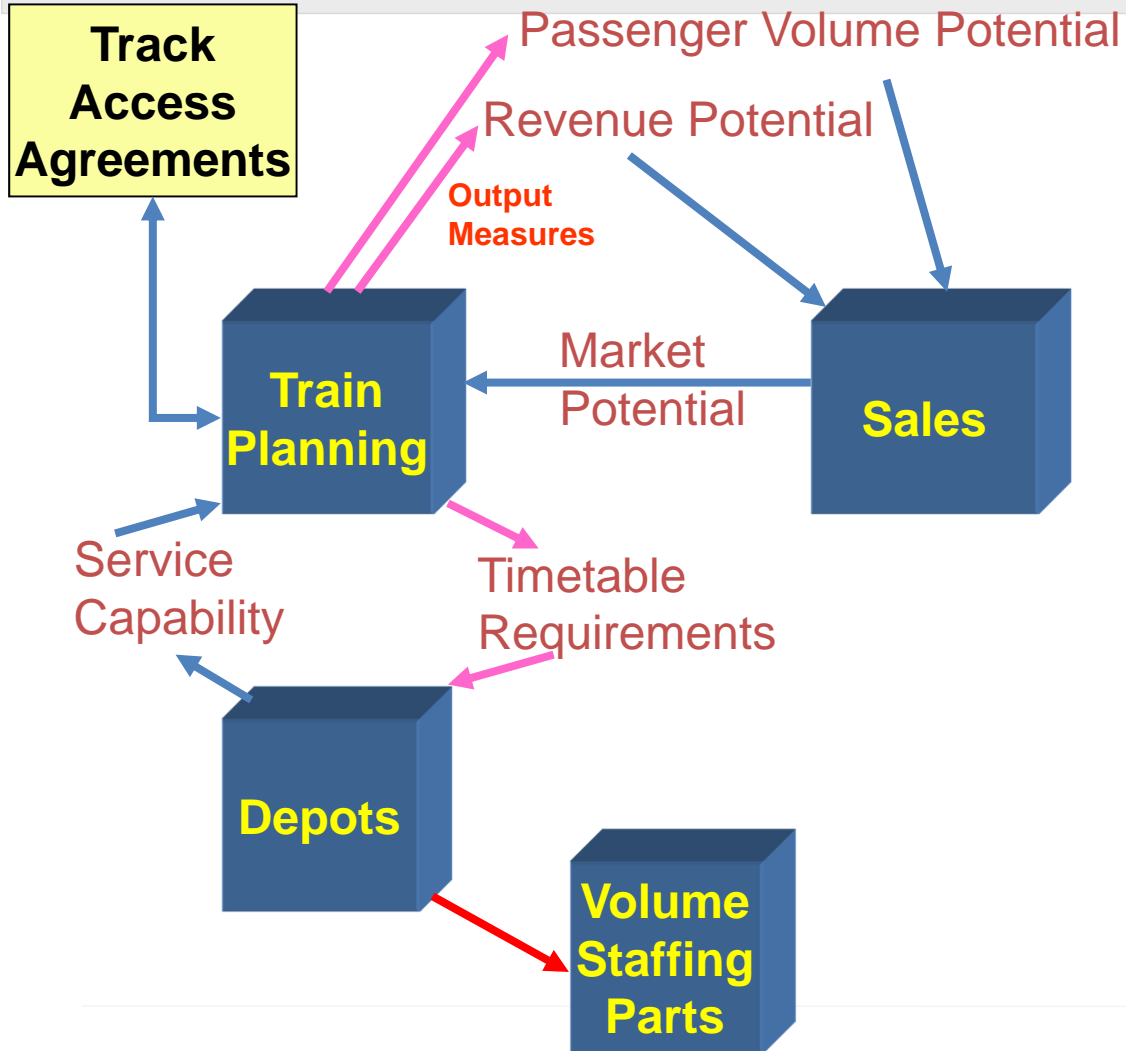 Track
Access
Agreements
Passenger Volume Potential
Revenue Potential
Output
Measures
Train
Planning
Market
Potential
Sales
Service
Capability
Timetable
Requirements
Depots
Volume
Staffing
Parts